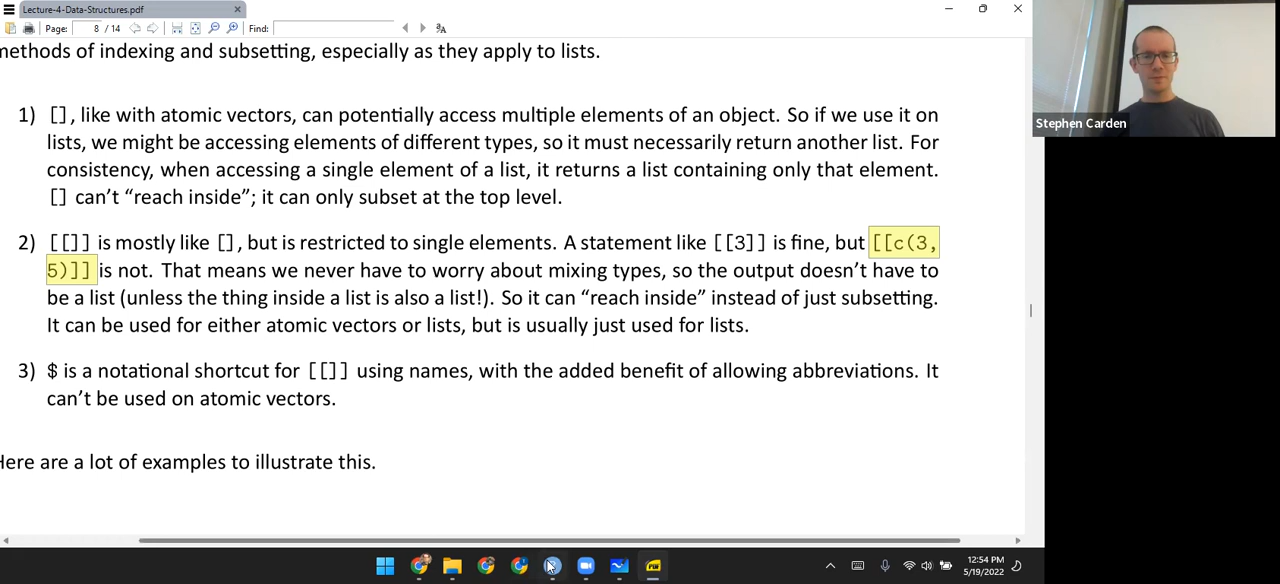 Lecture-4-Data-Structures.pdf
Page: 8 / 14 Find:
methods of indexing and subsetting, especially as they apply to lists.
1) [], like with atomic vectors, can potentially access multiple elements of an object. So if we use it on
lists, we might be accessing elements of different types, so it must necessarily return another list. For
consistency, when accessing a single element of a list, it returns a list containing only that element.
[] can’t “reach inside”; it can only subset at the top level.
2) [[]] is mostly like [], but is restricted to single elements. A statement like [[3]] is fine, but [[c(3,
5)]] is not. That means we never have to worry about mixing types, so the output doesn’t have to
be a list (unless the thing inside a list is also a list!). So it can “reach inside” instead of just subsetting.
It can be used for either atomic vectors or lists, but is usually just used for lists.
3) $ is a notational shortcut for [[]] using names, with the added benefit of allowing abbreviations. It
can’t be used on atomic vectors.
Here are a lot of examples to illustrate this.
Stephen Carden
12:54 PM
5/19/2022